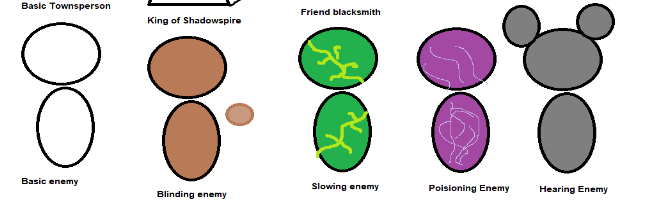 Basic Townsperson
King of Shadowspire
Friend blacksmith
Basic enemy
Blinding enemy
Slowing enemy
Poisioning Enemy
Hearing Enemy